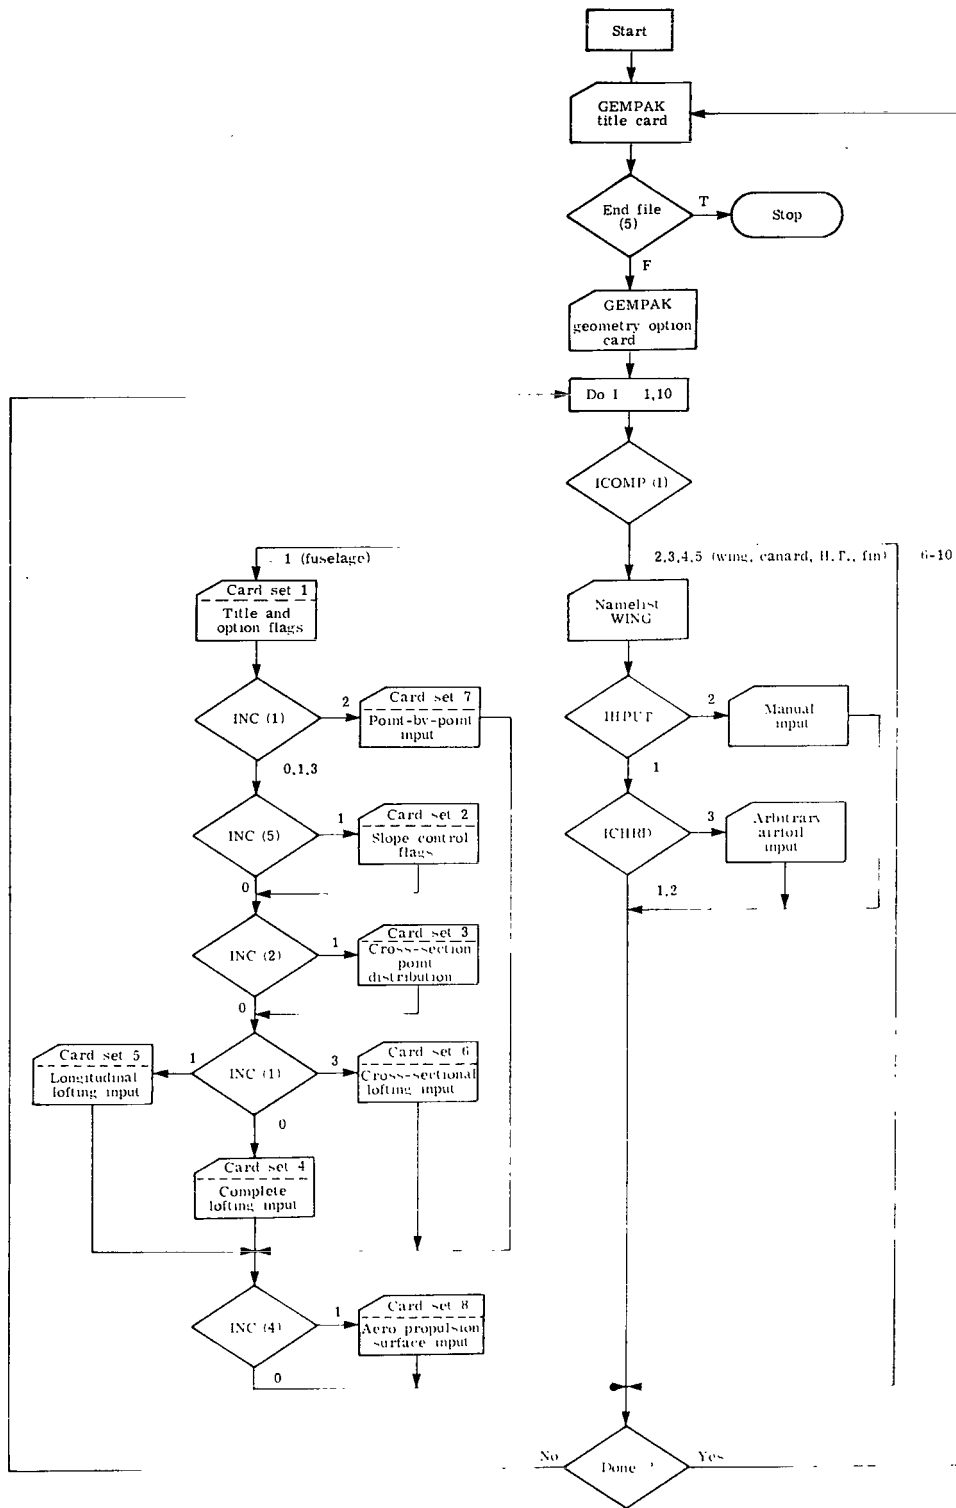 Start
GEMPAK
title card
End file
(5)
T
Stop
F
GEMPAK
geometry option
card
Do I 1,10
ICOMP (I)
1 (fuselage)
2,3,4,5 (wing, canard, H.T., fin)
6-10
Card set 1
Title and
option flags
Namelist
WING
INC (1)
2
Card set 7
Point-by-point
input
0,1,3
IHPUT
2
Manual
input
1
INC (5)
1
Card set 2
Slope control
flags
0
ICHRD
3
Arbitrary
airfoil
input
1,2
INC (2)
1
Card set 3
Cross-section
point
distribution
0
INC (1)
1
Card set 5
Longitudinal
lofting input
3
Card set 6
Cross-sectional
lofting input
0
Card set 4
Complete
lofting input
INC (4)
1
Card set 8
Aero propulsion
surface input
0
No
Done ?
Yes